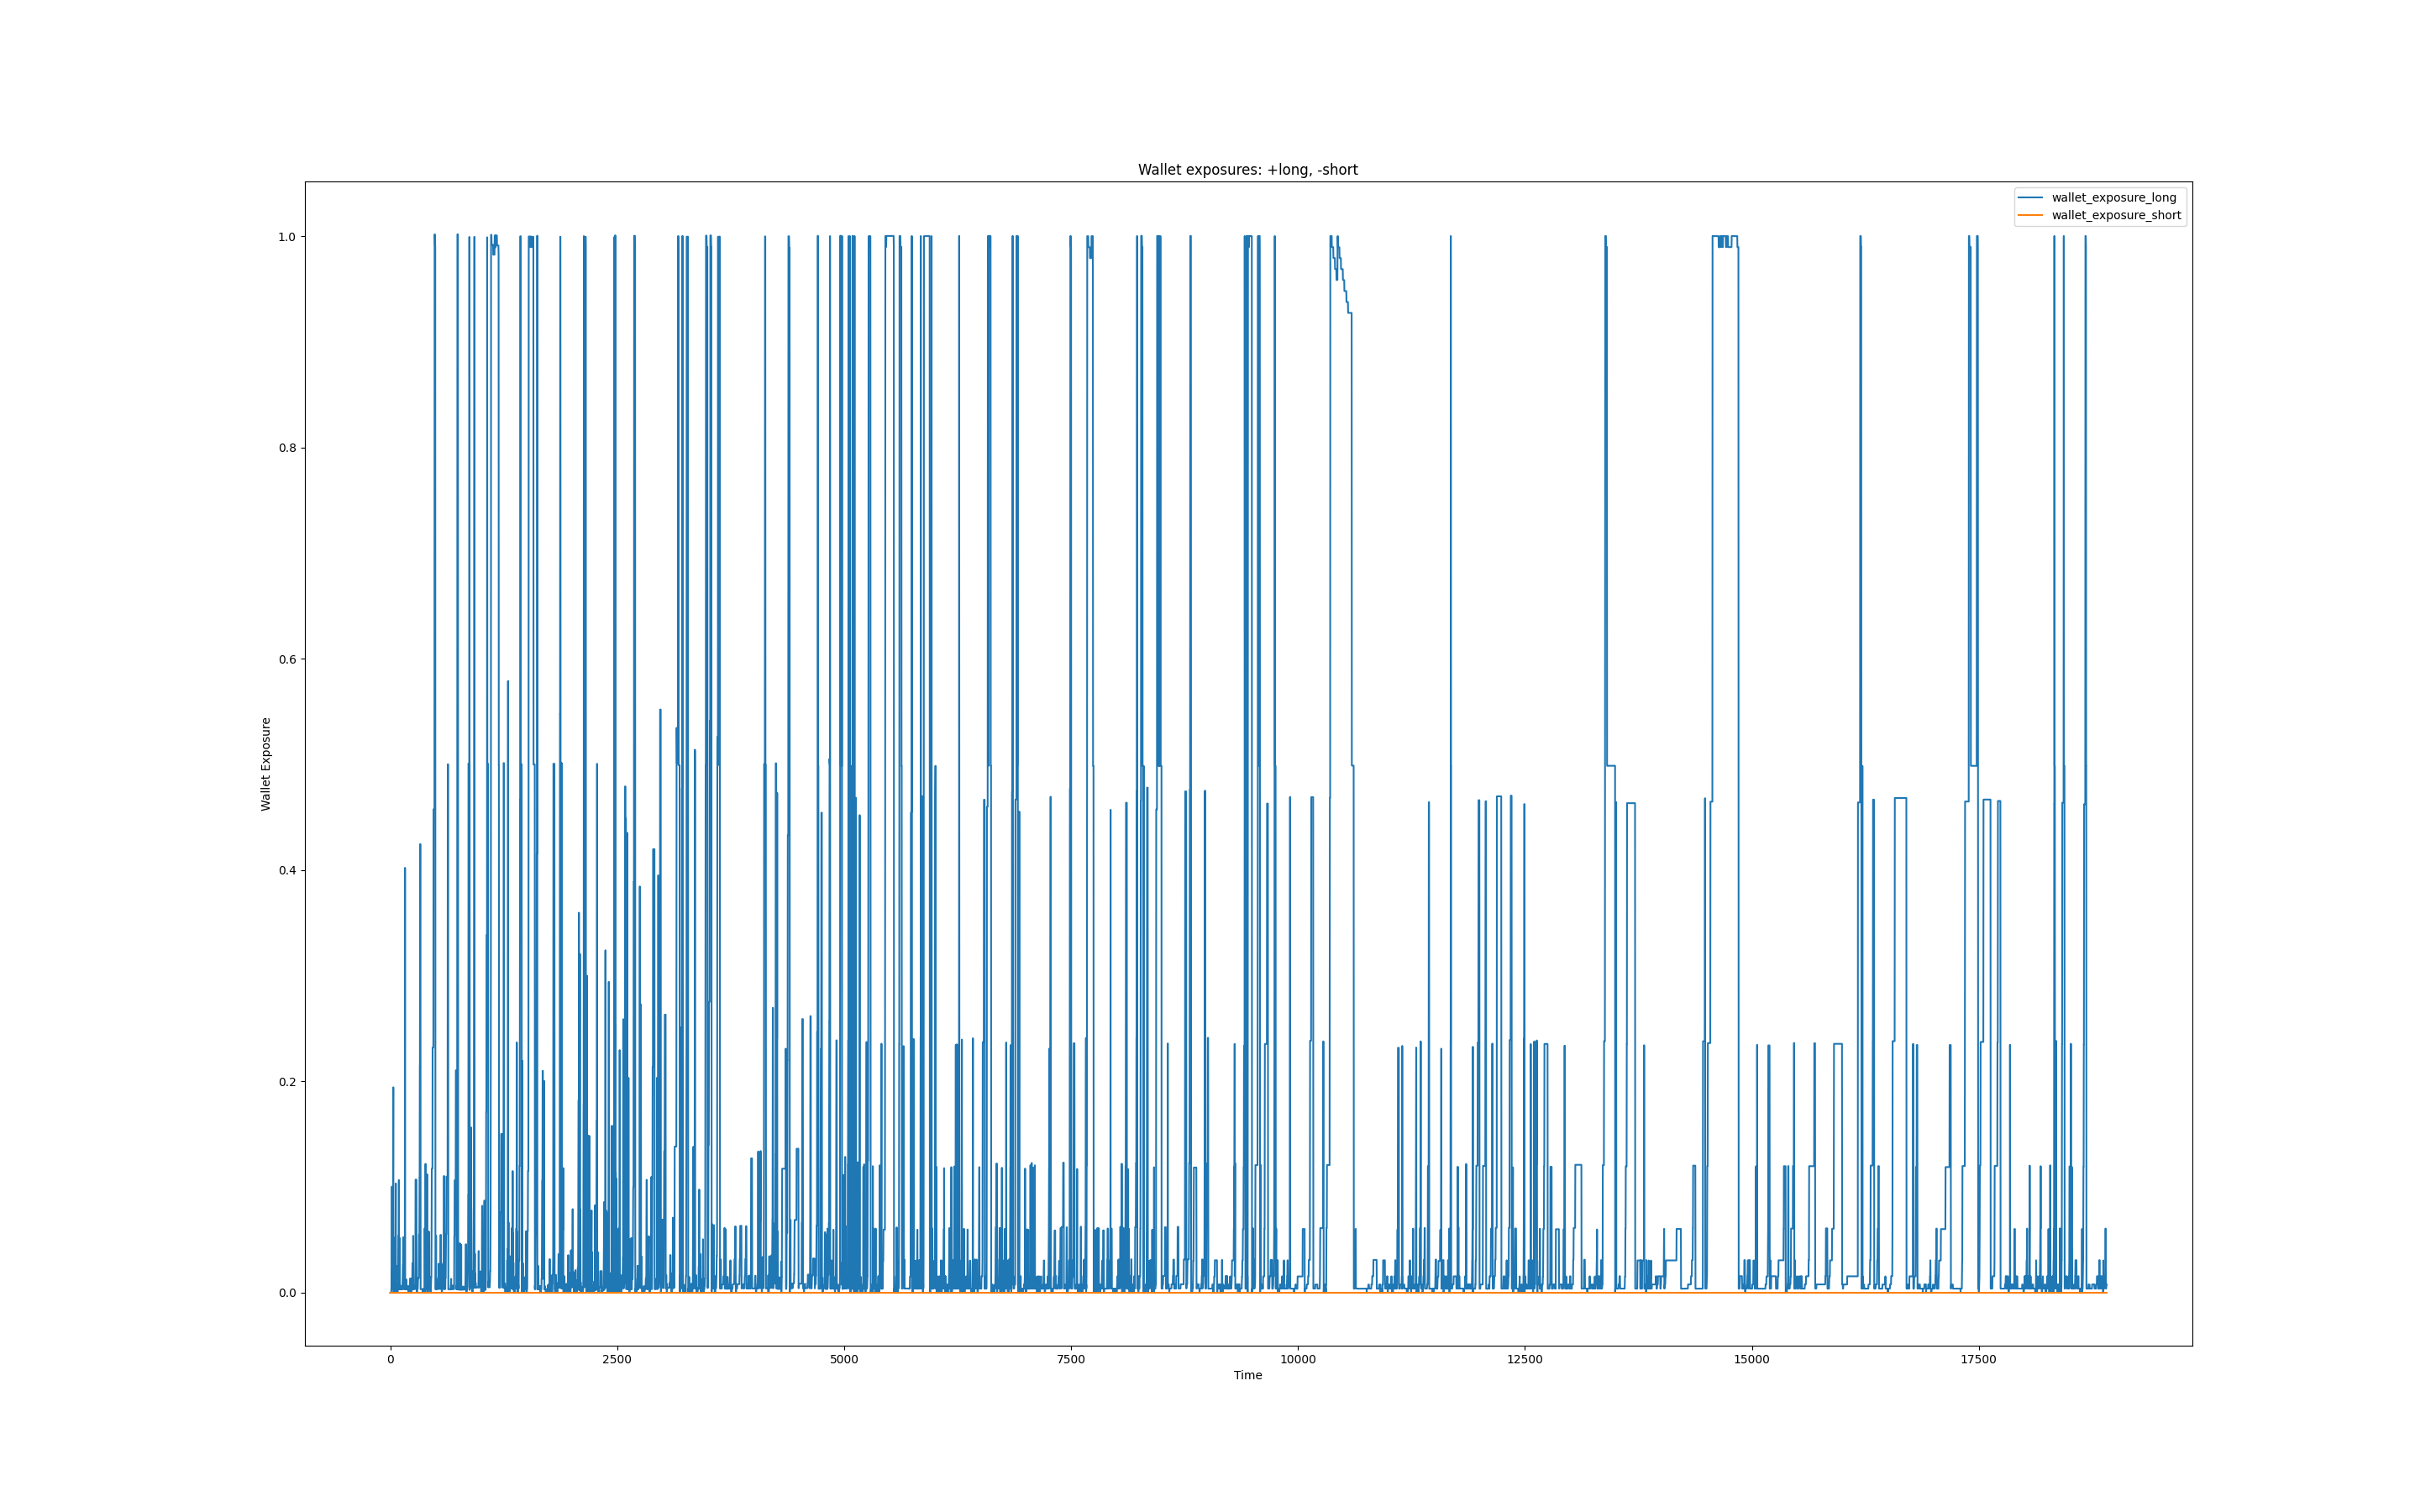 Wallet exposures: +long, -short
wallet_exposure_long
wallet_exposure_short
1.0
0.8
0.6
0.4
0.2
0.0
Wallet Exposure
0 2500 5000 7500 10000 12500 15000 17500
Time